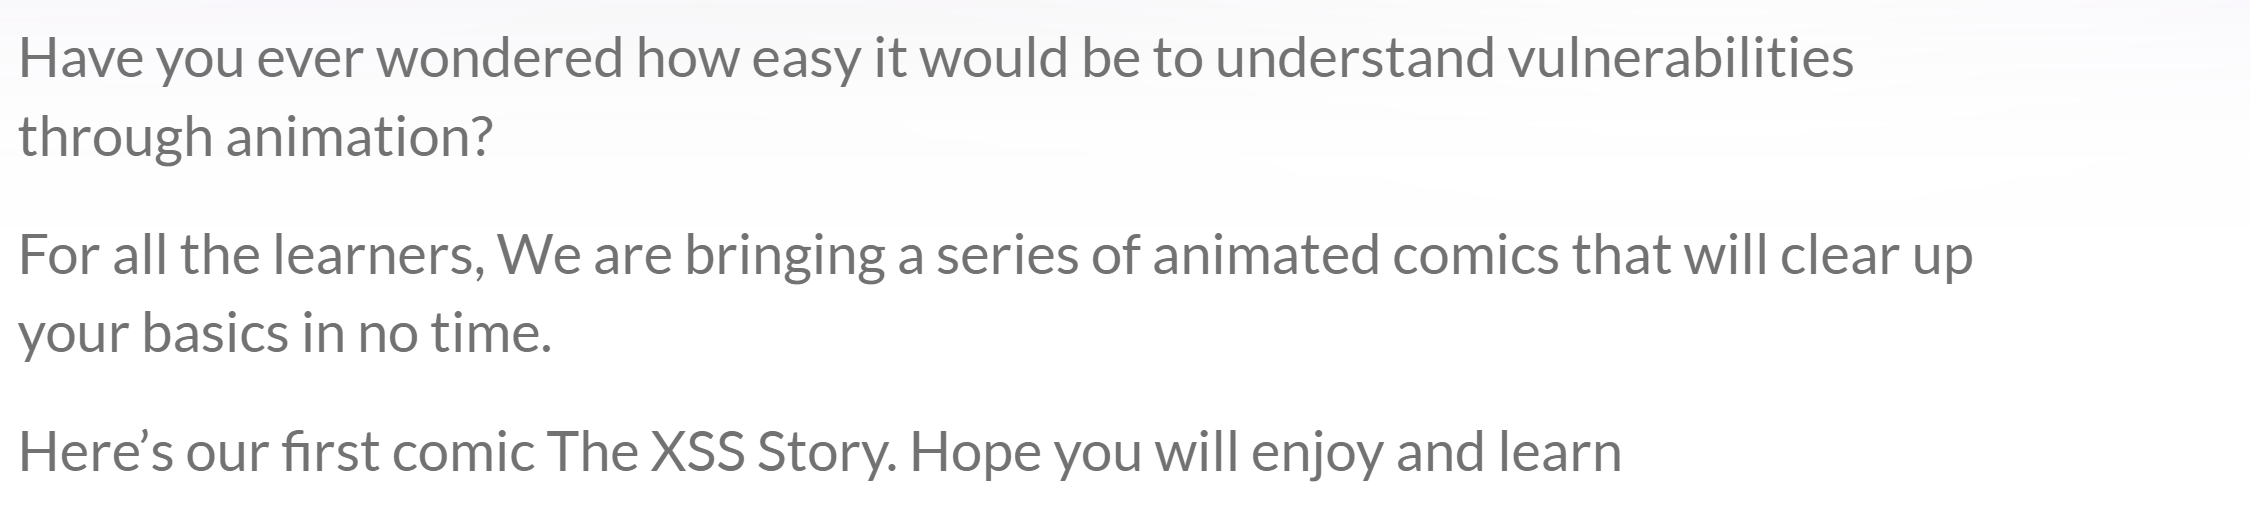 Have you ever wondered how easy it would be to understand vulnerabilities
through animation?
For all the learners, We are bringing a series of animated comics that will clear up
your basics in no time.
Here’s our first comic The XSS Story. Hope you will enjoy and learn